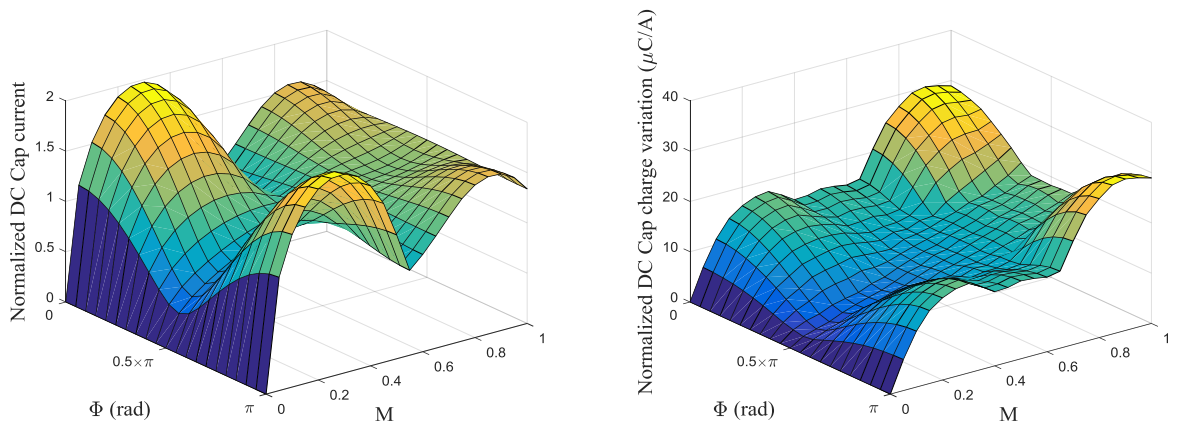 Normalized DC Cap current
2
1.5
1
0.5
0
0
0.5×π
π
Φ (rad)
0
0.2
0.4
0.6
0.8
1
M
Normalized DC Cap charge variation (μC/A)
40
30
20
10
0
0
0.5×π
π
Φ (rad)
0
0.2
0.4
0.6
0.8
1
M